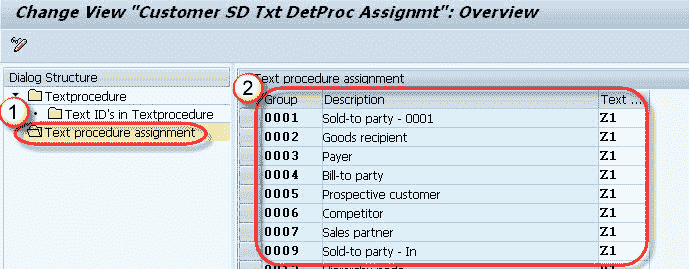 Change View "Customer SD Txt DetProc Assignmt": Overview
Dialog Structure
Textprocedure
Text ID's in Textprocedure
1
Text procedure assignment
2
Text procedure assignment
Group Description Text ...
0001 Sold-to party - 0001 Z1
0002 Goods recipient Z1
0003 Payer Z1
0004 Bill-to party Z1
0005 Prospective customer Z1
0006 Competitor Z1
0007 Sales partner Z1
0009 Sold-to party - In Z1